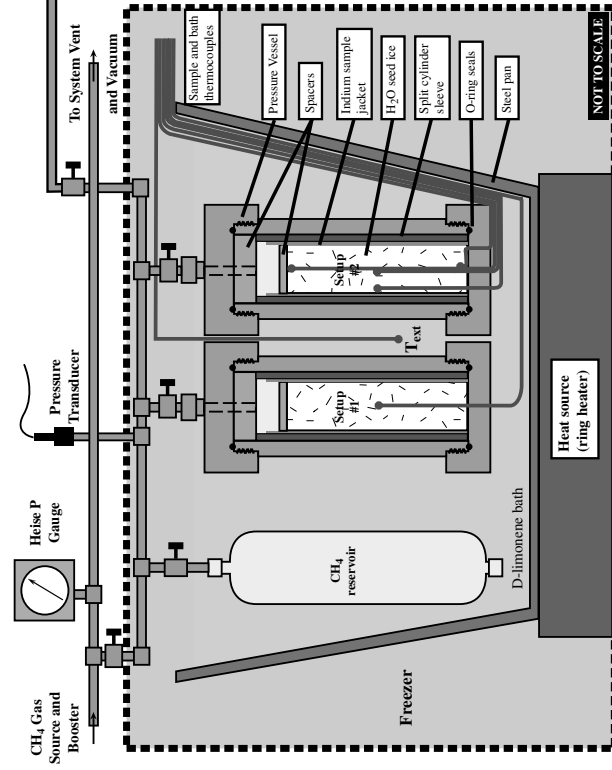 CH4 Gas
Source and
Booster
Heise P
Gauge
Pressure
Transducer
To System Vent
and Vacuum
Sample and bath
thermocouples
Pressure Vessel
Spacers
Indium sample
jacket
H2O seed ice
Split cylinder
sleeve
O-ring seals
Steel pan
NOT TO SCALE
Setup
#2
Text
Setup
#1
CH4
reservoir
D-limonene bath
Heat source
(ring heater)
Freezer